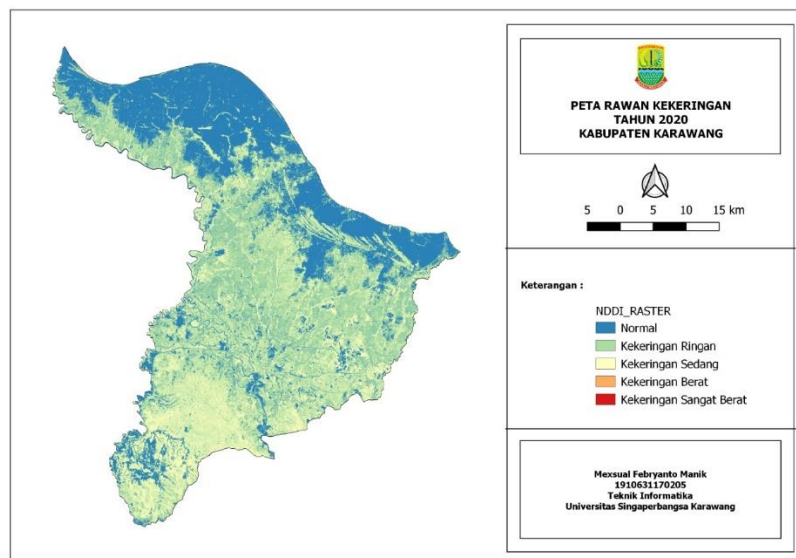 PETA RAWAN KEKERINGAN
TAHUN 2020
KABUPATEN KARAWANG
5 0 5 10 15 km
Keterangan :
NDDI_RASTER
Normal
Kekeringan Ringan
Kekeringan Sedang
Kekeringan Berat
Kekeringan Sangat Berat
Mexsual Febryanto Manik
1910631170205
Teknik Informatika
Universitas Singaperbangsa Karawang